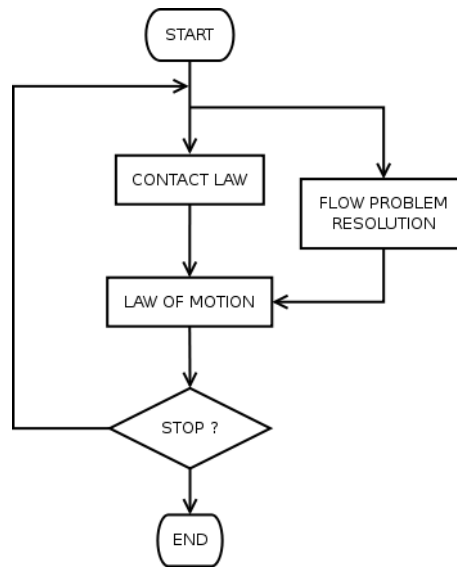 START
CONTACT LAW
FLOW PROBLEM
RESOLUTION
LAW OF MOTION
STOP ?
END